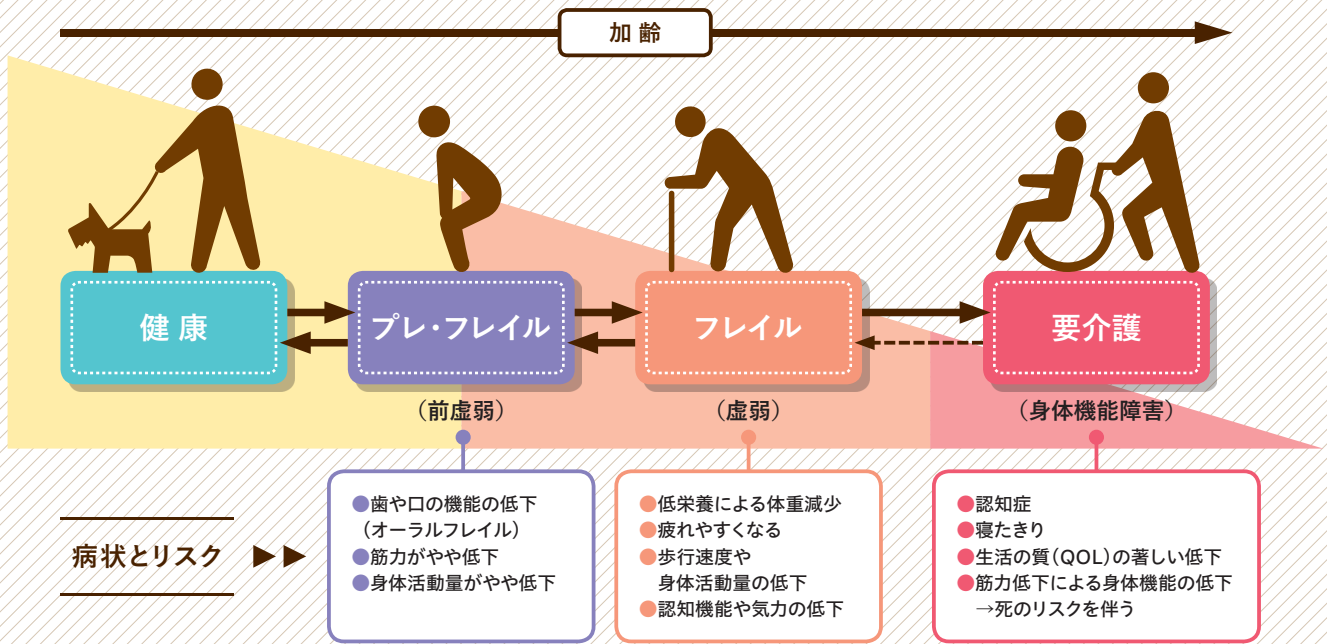 加齢
健康
プレ・フレイル
フレイル
要介護
（前虚弱）
（虚弱）
（身体機能障害）
病状とリスク ▶▶
●歯や口の機能の低下
（オーラルフレイル）
●筋力がやや低下
●身体活動量がやや低下
●低栄養による体重減少
●疲れやすくなる
●歩行速度や
身体活動量の低下
●認知機能や気力の低下
●認知症
●寝たきり
●生活の質（QOL）の著しい低下
●筋力低下による身体機能の低下
→死のリスクを伴う